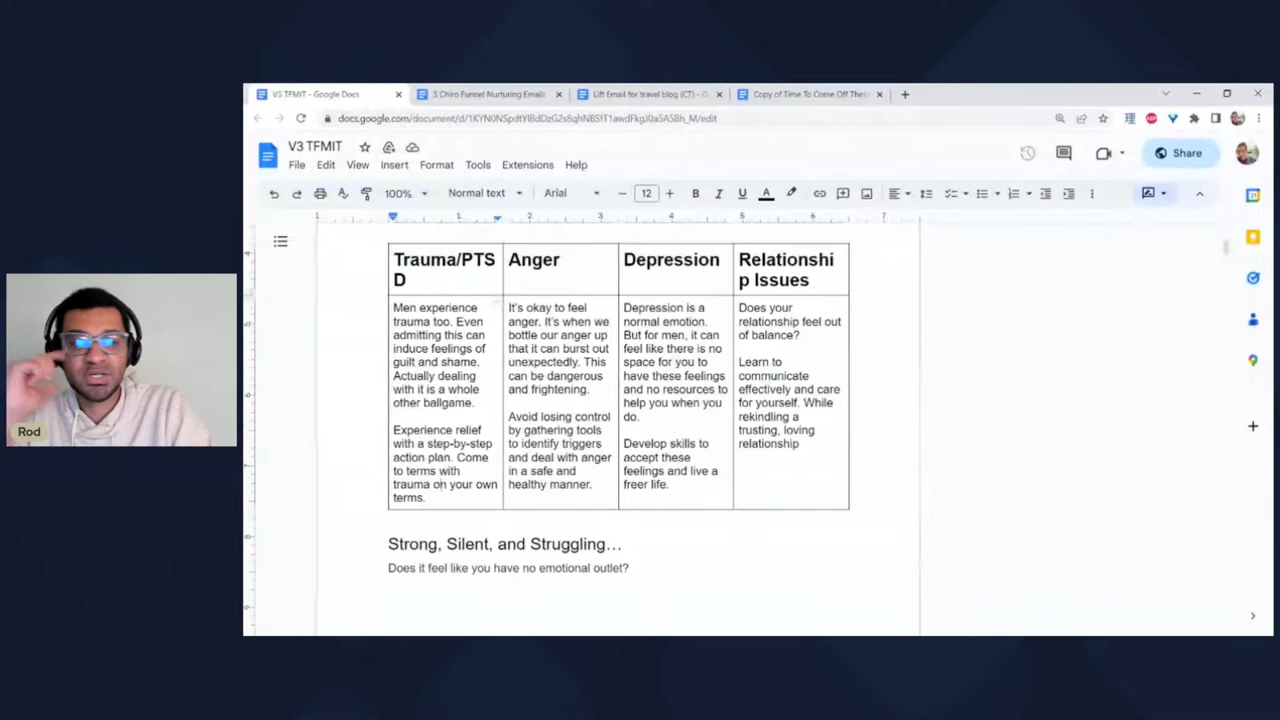 V3 TFMIT - Google Docs
5 Chiro Funnel Nurturing Emails
Lift Email for travel blog (CT) - G
Copy of Time To Come Off The
V3 TFMIT
File Edit View Insert Format Tools Extensions Help
Share
100% Normal text Arial 12
1 1 2 3 4 5 6 7
Trauma/PTS
D
Men experience
trauma too. Even
admitting this can
induce feelings of
guilt and shame.
Actually dealing
with it is a whole
other ballgame.
Experience relief
with a step-by-step
action plan. Come
to terms with
trauma on your own
terms.
Anger
It's okay to feel
anger. It's when we
bottle our anger up
that it can burst out
unexpectedly. This
can be dangerous
and frightening.
Avoid losing control
by gathering tools
to identify triggers
and deal with anger
in a safe and
healthy manner.
Depression
Depression is a
normal emotion.
But for men, it can
feel like there is no
space for you to
have these feelings
and no resources to
help you when you
do.
Develop skills to
accept these
feelings and live a
freer life.
Relationshi
p Issues
Does your
relationship feel out
of balance?
Learn to
communicate
effectively and care
for yourself. While
rekindling a
trusting, loving
relationship
Strong, Silent, and Struggling…
Does it feel like you have no emotional outlet?
Rod